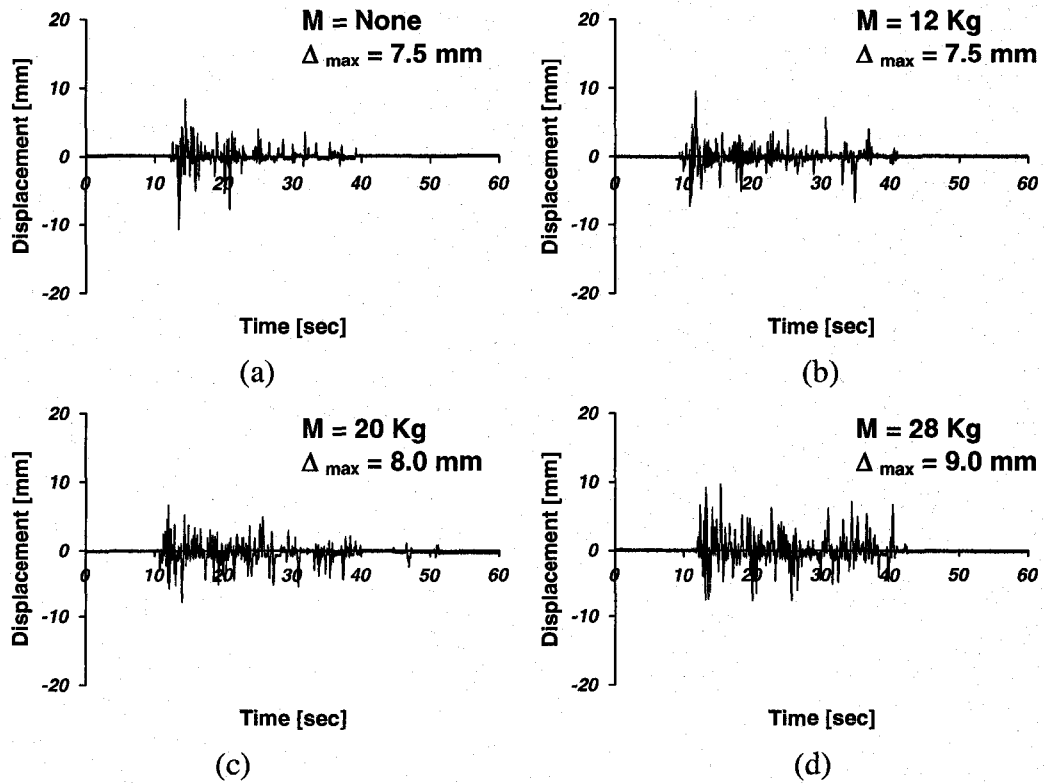 20
M = None
Δ max = 7.5 mm
10
0
0 10 20 30 40 50 60
-10
-20
Displacement [mm]
Time [sec]
(a)
20
M = 12 Kg
Δ max = 7.5 mm
10
0
0 10 20 30 40 50 60
-10
-20
Displacement [mm]
Time [sec]
(b)
20
M = 20 Kg
Δ max = 8.0 mm
10
0
0 10 20 30 40 50 60
-10
-20
Displacement [mm]
Time [sec]
(c)
20
M = 28 Kg
Δ max = 9.0 mm
10
0
0 10 20 30 40 50 60
-10
-20
Displacement [mm]
Time [sec]
(d)